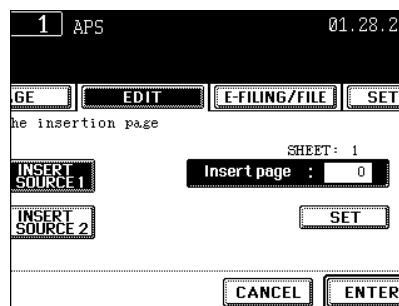 1 APS 01.28.2
.GE EDIT E-FILING/FILE SET
he insertion page
SHEET: 1
INSERT SOURCE 1
Insert page : 0
INSERT SOURCE 2
SET
CANCEL ENTER